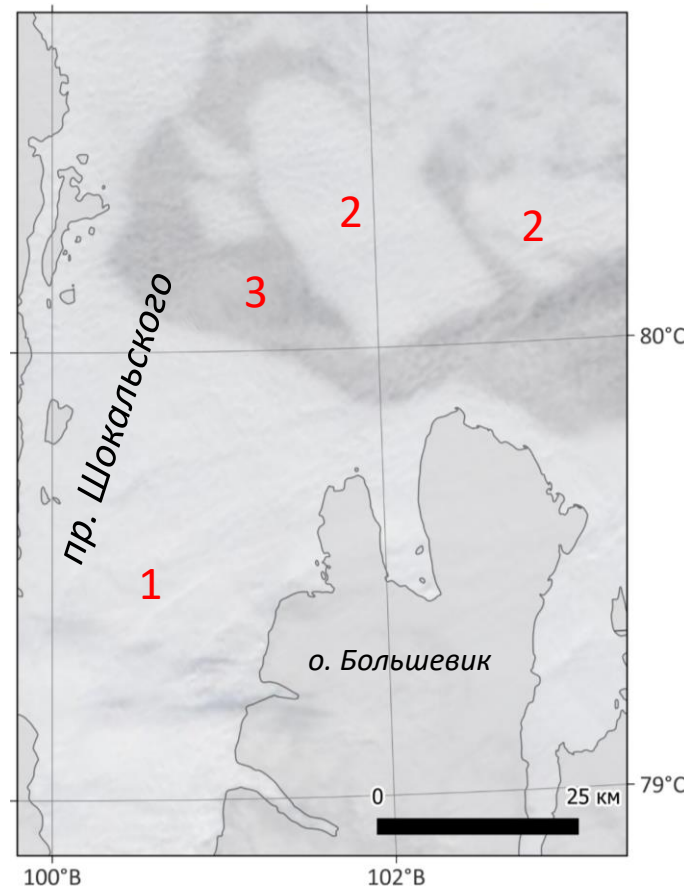 2
2
3
80°С
пр. Шокальского
1
о. Большевик
79°С
0
25 км
100°В
102°В